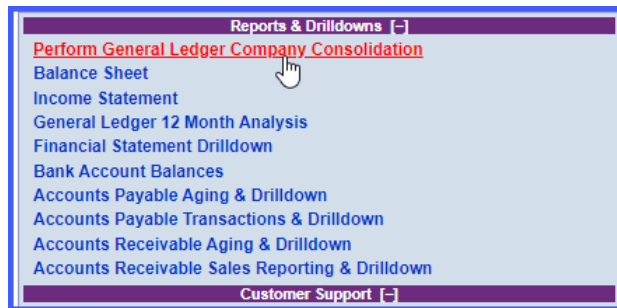 Reports & Drilldowns [–]
Perform General Ledger Company Consolidation
Balance Sheet
Income Statement
General Ledger 12 Month Analysis
Financial Statement Drilldown
Bank Account Balances
Accounts Payable Aging & Drilldown
Accounts Payable Transactions & Drilldown
Accounts Receivable Aging & Drilldown
Accounts Receivable Sales Reporting & Drilldown
Customer Support [–]